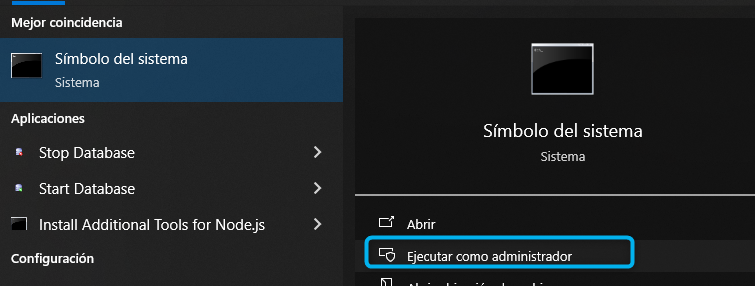 Mejor coincidencia
Símbolo del sistema
Sistema
Aplicaciones
Stop Database
Start Database
Install Additional Tools for Node.js
Configuración
Símbolo del sistema
Sistema
Abrir
Ejecutar como administrador